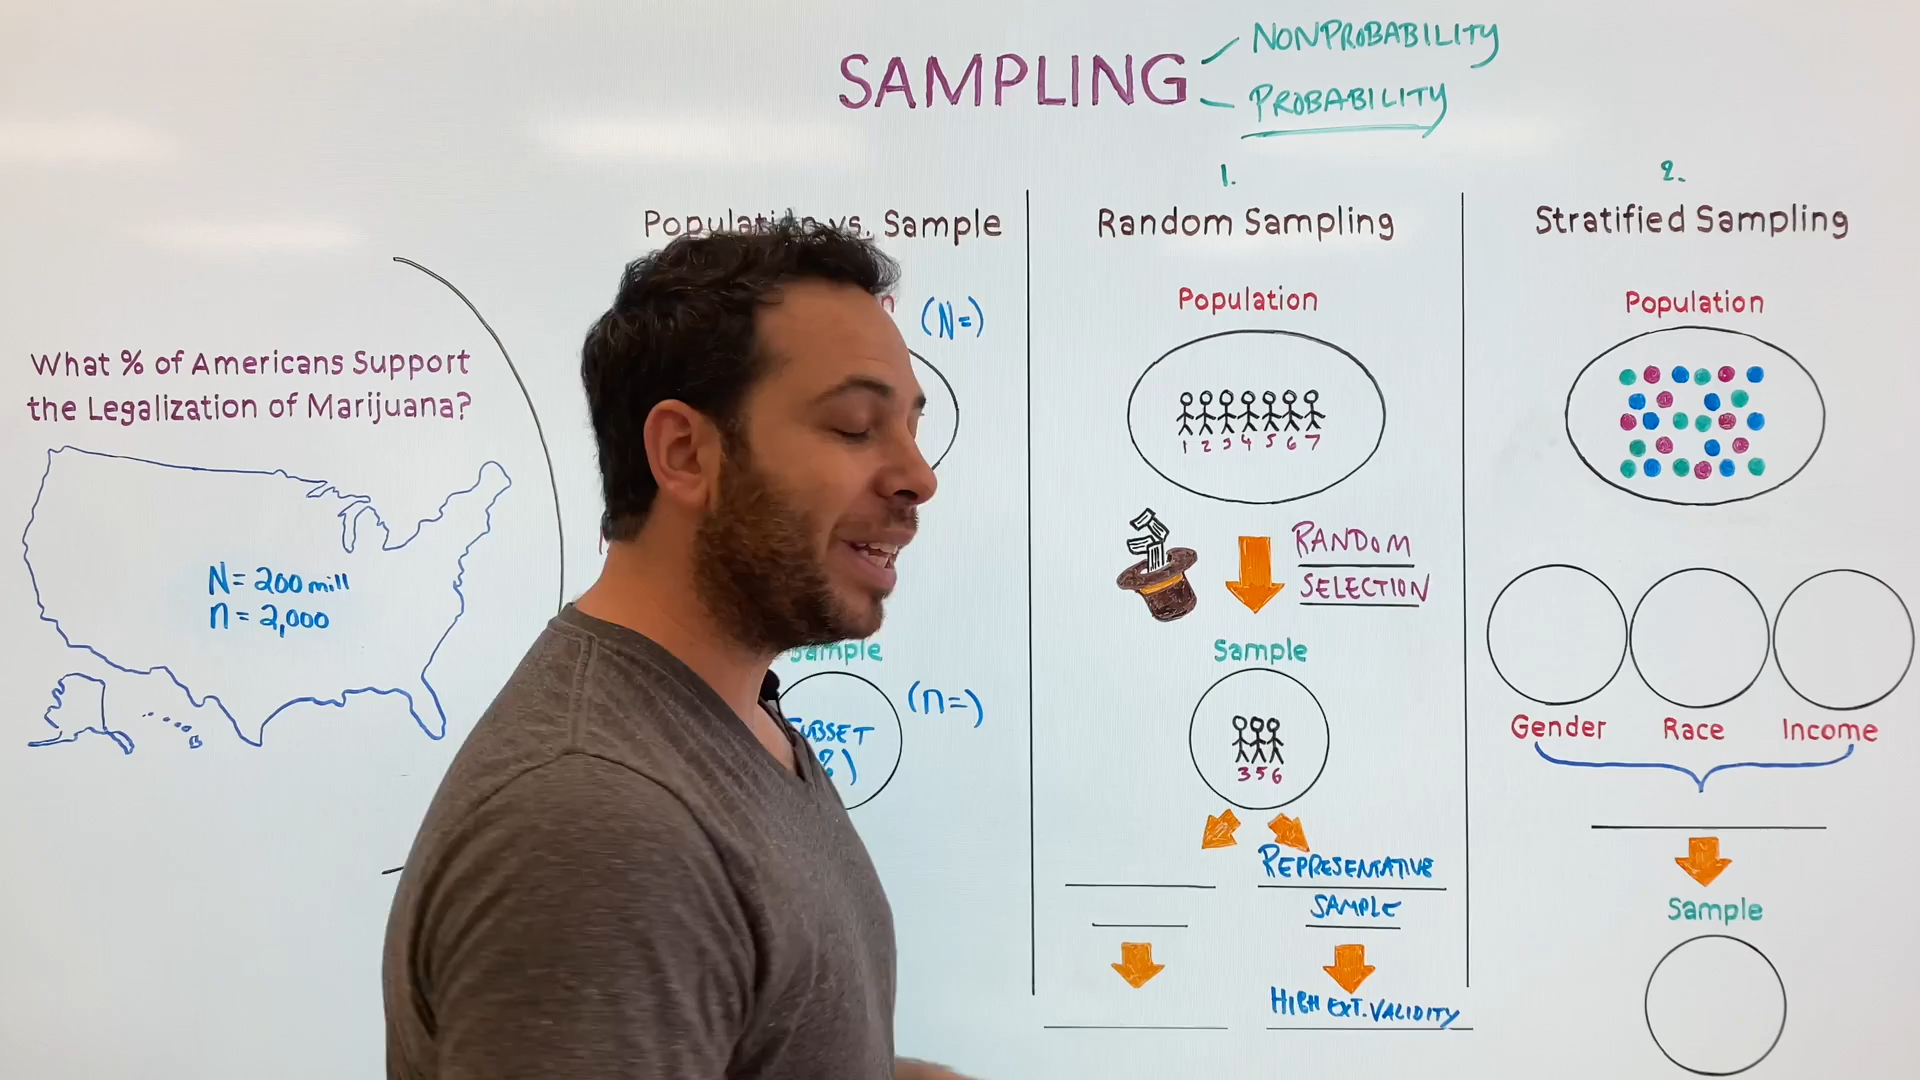 SAMPLING
NONPROBABILITY
PROBABILITY
What % of Americans Support
the Legalization of Marijuana?
N= 200 mill
n= 2,000
Population vs. Sample
(N=)
Sample
(n=)
1.
Random Sampling
Population
1 2 3 4 5 6 7
RANDOM
SELECTION
Sample
3 5 6
REPRESENTATIVE
SAMPLE
HIGH EXT. VALIDITY
2.
Stratified Sampling
Population
Gender Race Income
Sample